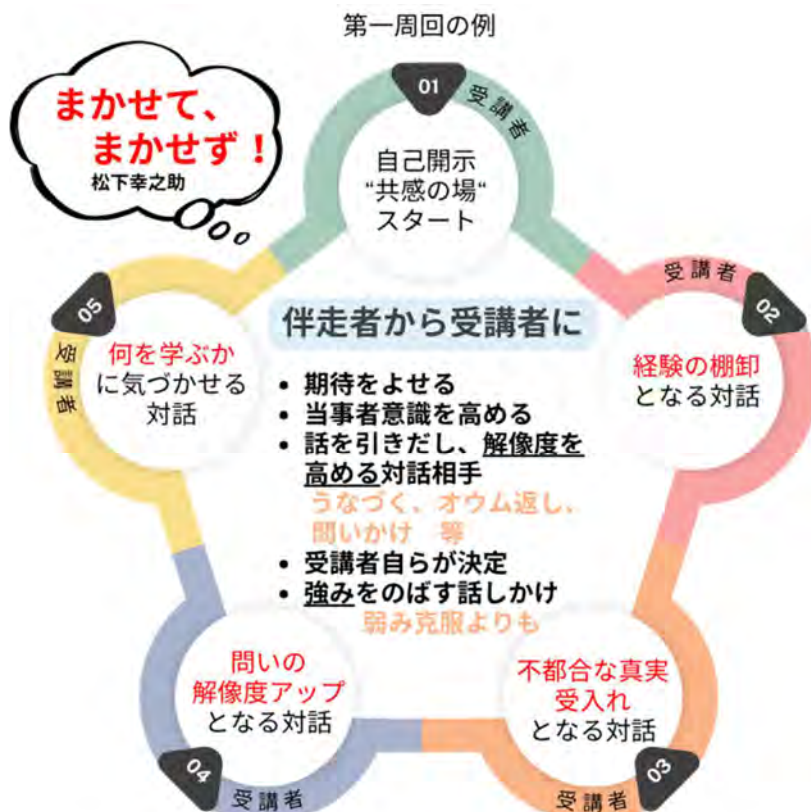 第一周回の例
まかせて、
まかせず！
松下幸之助
01
受講者
自己開示
“共感の場“
スタート
02
受講者
経験の棚卸
となる対話
03
受講者
不都合な真実
受入れ
となる対話
04
受講者
問いの
解像度アップ
となる対話
05
受講者
何を学ぶか
に気づかせる
対話
伴走者から受講者に
• 期待をよせる
• 当事者意識を高める
• 話を引きだし、解像度を
高める対話相手
うなづく、オウム返し、
問いかけ　等
• 受講者自らが決定
• 強みをのばす話しかけ
弱み克服よりも